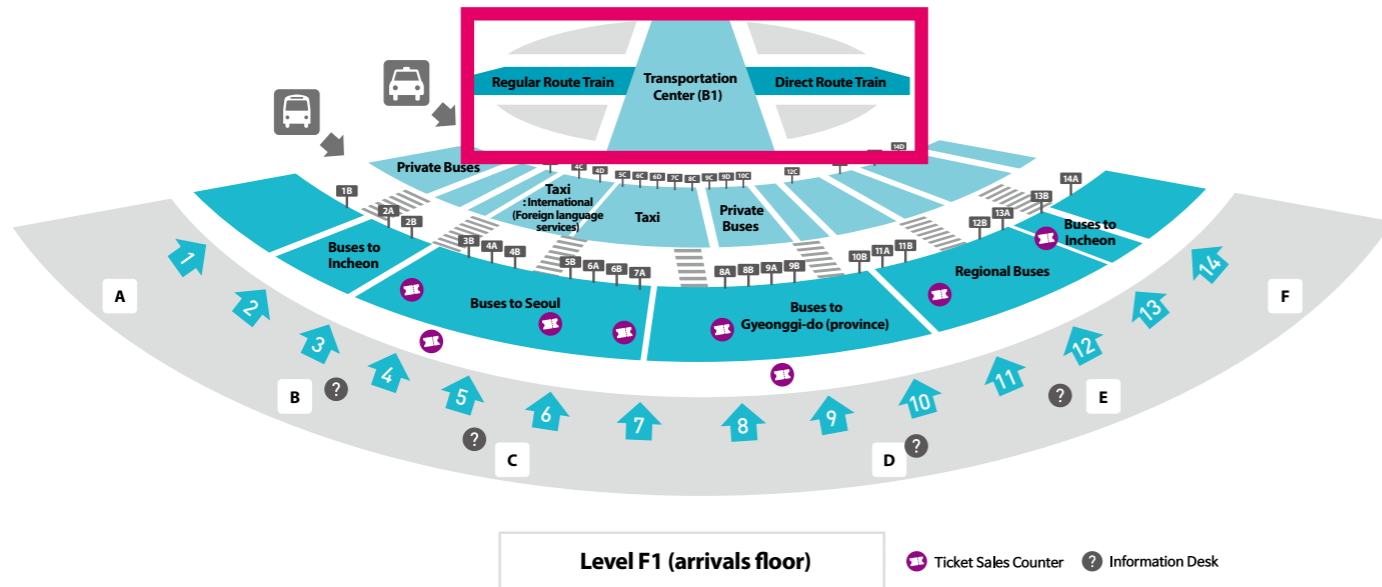 Regular Route Train
Transportation
Center (B1)
Direct Route Train
Private Buses
4C
4D
5C
6C
6D
7C
8C
9C
9D
10C
12C
14D
1B
2A
2B
3B
4A
4B
5B
6A
6B
7A
8A
8B
9A
9B
10B
11A
11B
12B
13A
13B
14A
Taxi
: International
(Foreign language
services)
Taxi
Private
Buses
Buses to
Incheon
Buses to Seoul
Buses to
Gyeonggi-do (province)
Regional Buses
Buses to
Incheon
1
2
3
4
5
6
7
8
9
10
11
12
13
14
A
B
?
C
?
D
?
E
?
F
Level F1 (arrivals floor)
Ticket Sales Counter
? Information Desk